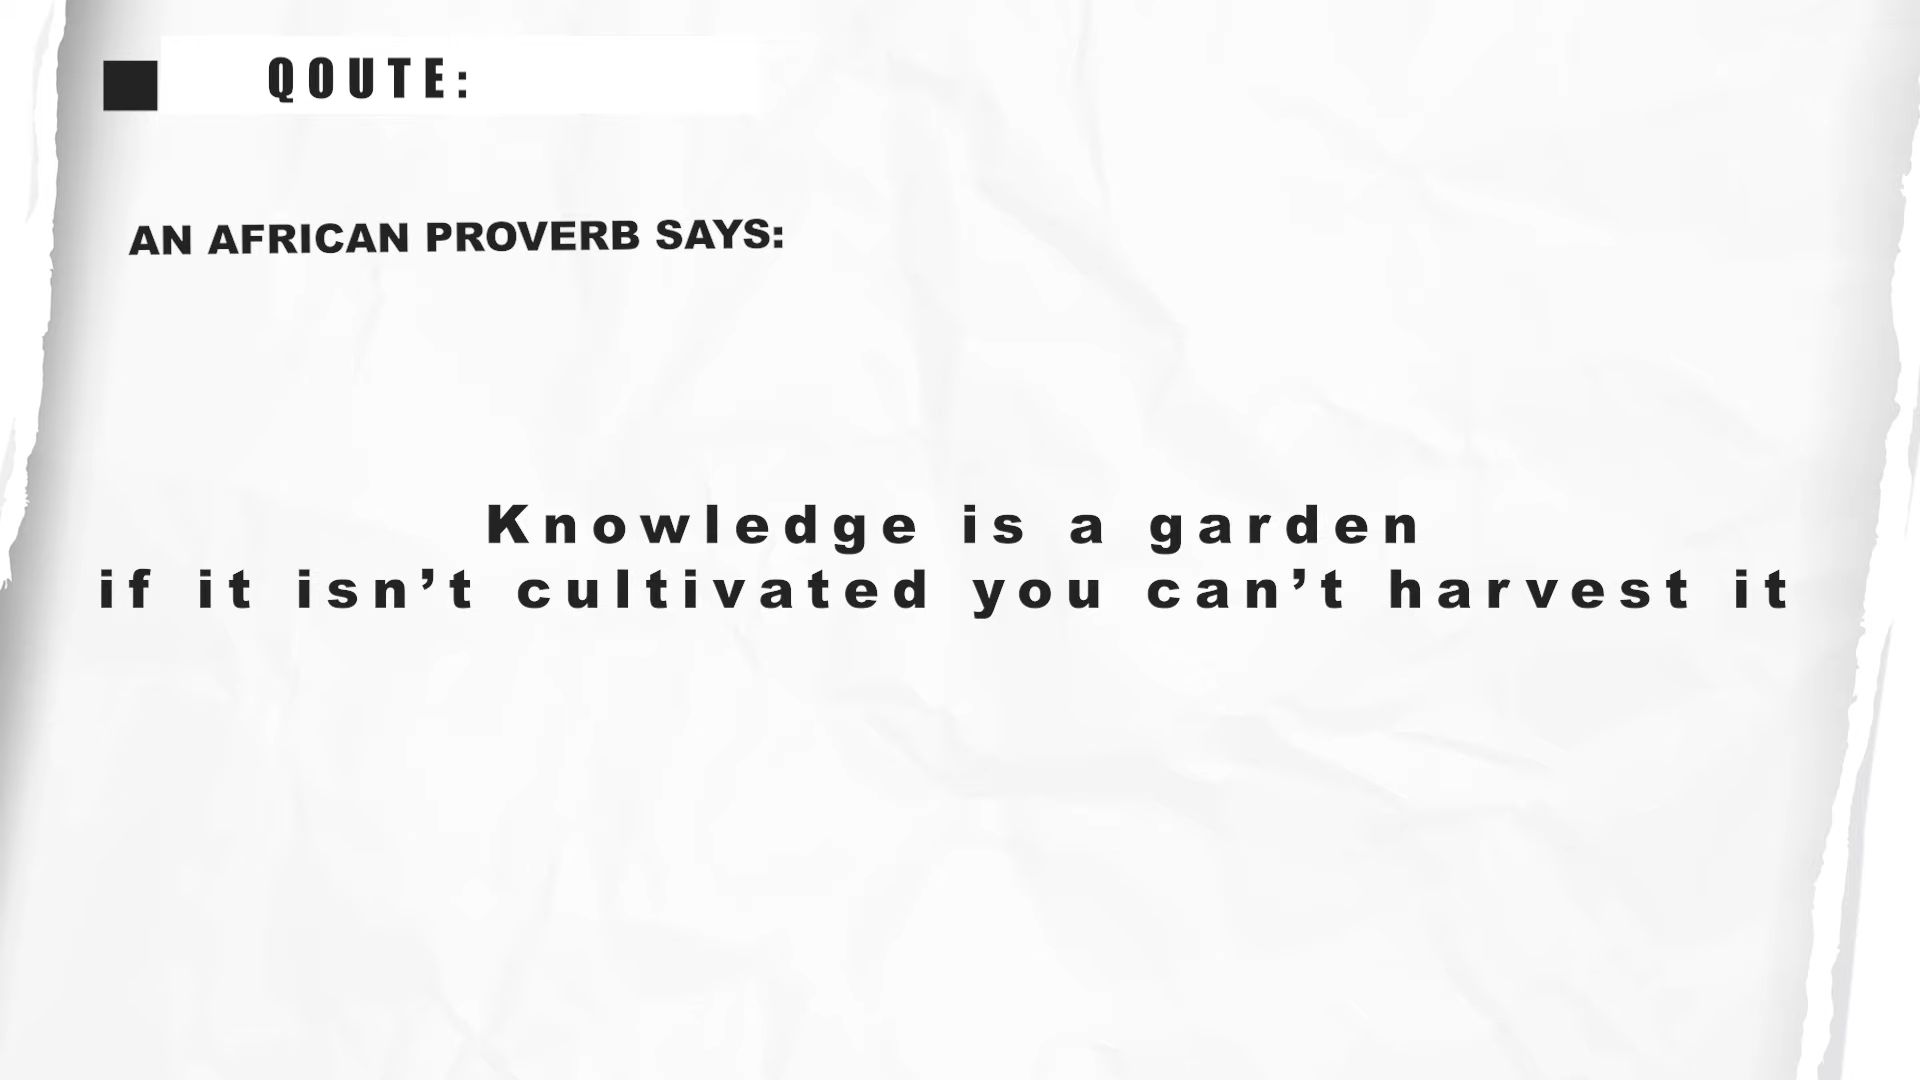 QOUTE:
AN AFRICAN PROVERB SAYS:
Knowledge is a garden
if it isn’t cultivated you can’t harvest it